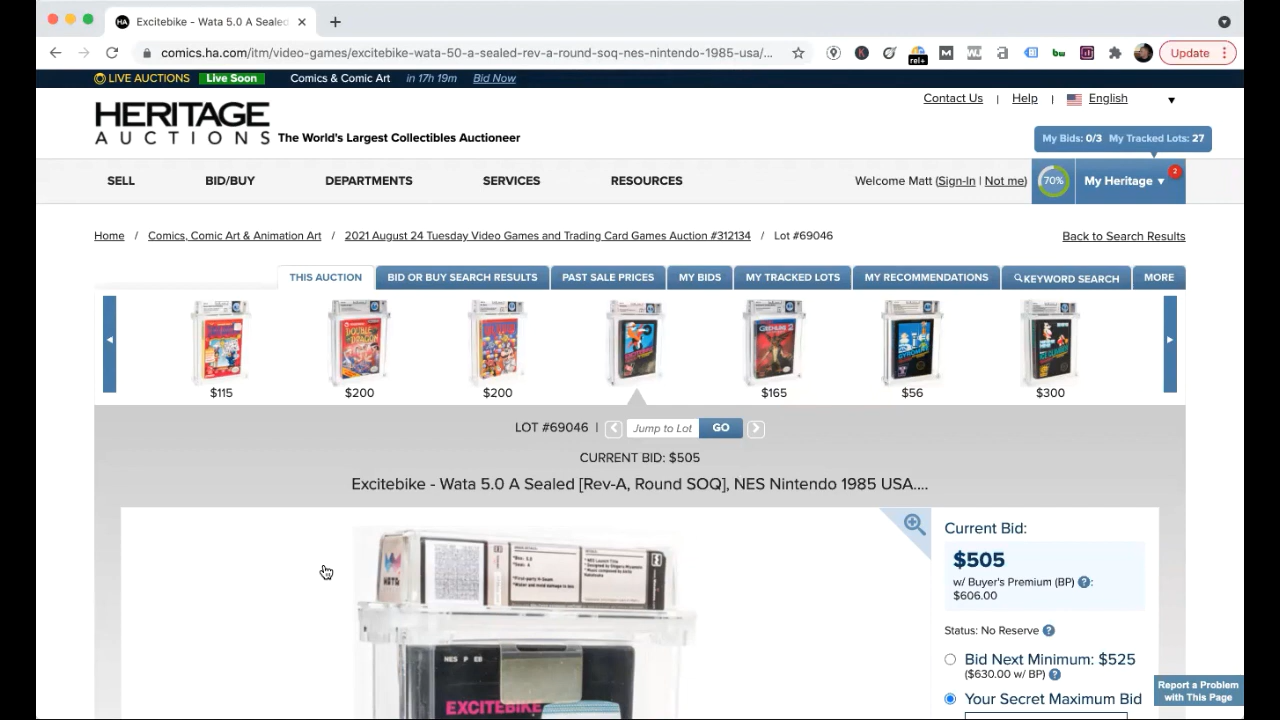 Excitebike - Wata 5.0 A Sealed
comics.ha.com/itm/video-games/excitebike-wata-50-a-sealed-rev-a-round-soq-nes-nintendo-1985-usa/...
rel+
Update
LIVE AUCTIONS Live Soon Comics & Comic Art in 17h 19m Bid Now
Contact Us | Help | English
HERITAGE
AUCTIONS The World's Largest Collectibles Auctioneer
My Bids: 0/3 My Tracked Lots: 27
SELL BID/BUY DEPARTMENTS SERVICES RESOURCES Welcome Matt (Sign-In | Not me) 70% My Heritage 2
Home / Comics, Comic Art & Animation Art / 2021 August 24 Tuesday Video Games and Trading Card Games Auction #312134 / Lot #69046 Back to Search Results
THIS AUCTION BID OR BUY SEARCH RESULTS PAST SALE PRICES MY BIDS MY TRACKED LOTS MY RECOMMENDATIONS KEYWORD SEARCH MORE
$115 $200 $200 $165 $56 $300
LOT #69046 | Jump to Lot GO
CURRENT BID: $505
Excitebike - Wata 5.0 A Sealed [Rev-A, Round SOQ], NES Nintendo 1985 USA....
Current Bid:
$505
w/ Buyer's Premium (BP) ?:
$606.00
Status: No Reserve ?
Bid Next Minimum: $525
($630.00 w/ BP) ?
Your Secret Maximum Bid
Report a Problem
with This Page
WATA
EXCITEBIKE